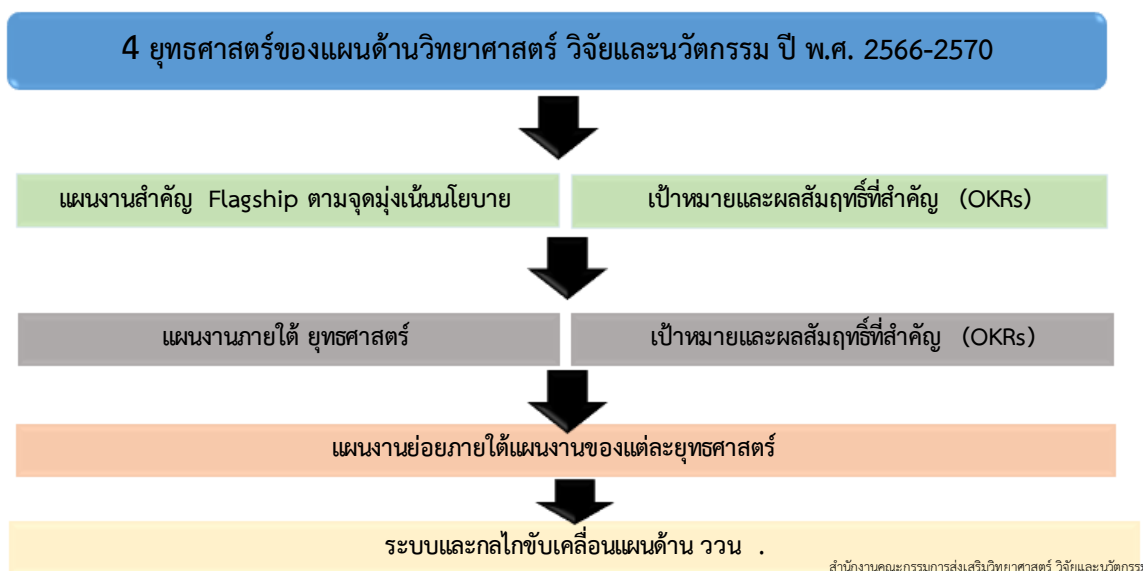 4 ยุทธศาสตร์ของแผนด้านวิทยาศาสตร์ วิจัยและนวัตกรรม ปี พ.ศ. 2566-2570
แผนงานสำคัญ Flagship ตามจุดมุ่งเน้นนโยบาย
เป้าหมายและผลสัมฤทธิ์ที่สำคัญ (OKRs)
แผนงานภายใต้ ยุทธศาสตร์
เป้าหมายและผลสัมฤทธิ์ที่สำคัญ (OKRs)
แผนงานย่อยภายใต้แผนงานของแต่ละยุทธศาสตร์
ระบบและกลไกขับเคลื่อนแผนด้าน ววน .
สำนักงานคณะกรรมการส่งเสริมวิทยาศาสตร์ วิจัยและนวัตกรรม